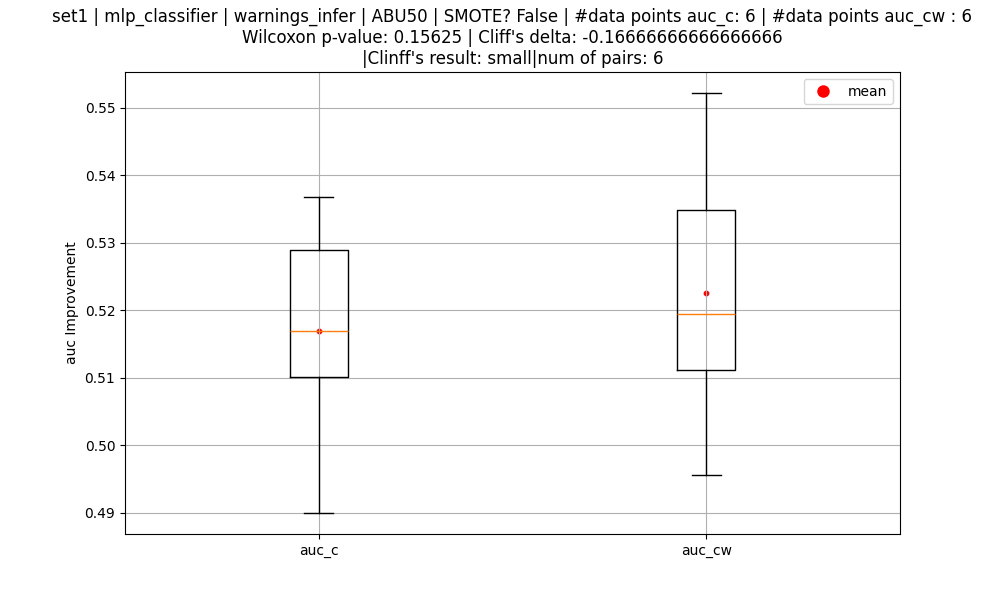 set1 | mlp_classifier | warnings_infer | ABU50 | SMOTE? False | #data points auc_c: 6 | #data points auc_cw : 6
Wilcoxon p-value: 0.15625 | Cliff's delta: -0.16666666666666666
|Clinff's result: small|num of pairs: 6
mean
0.55
0.54
0.53
0.52
0.51
0.50
0.49
auc Improvement
auc_c
auc_cw